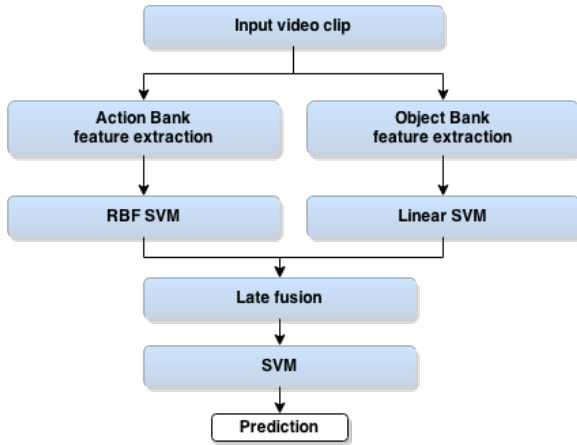 Input video clip
Action Bank
feature extraction
Object Bank
feature extraction
RBF SVM
Linear SVM
Late fusion
SVM
Prediction